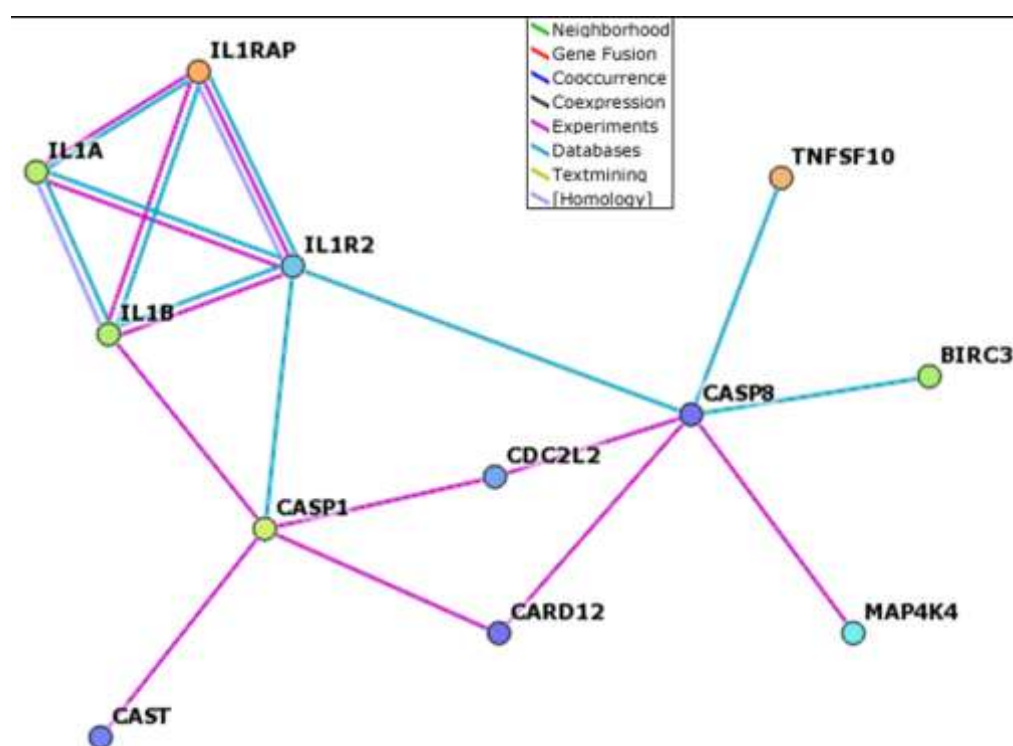 Neighborhood
Gene Fusion
Cooccurrence
Coexpression
Experiments
Databases
Textmining
[Homology]
IL1RAP
IL1A
TNFSF10
IL1R2
IL1B
BIRC3
CASP8
CDC2L2
CASP1
CARD12
MAP4K4
CAST